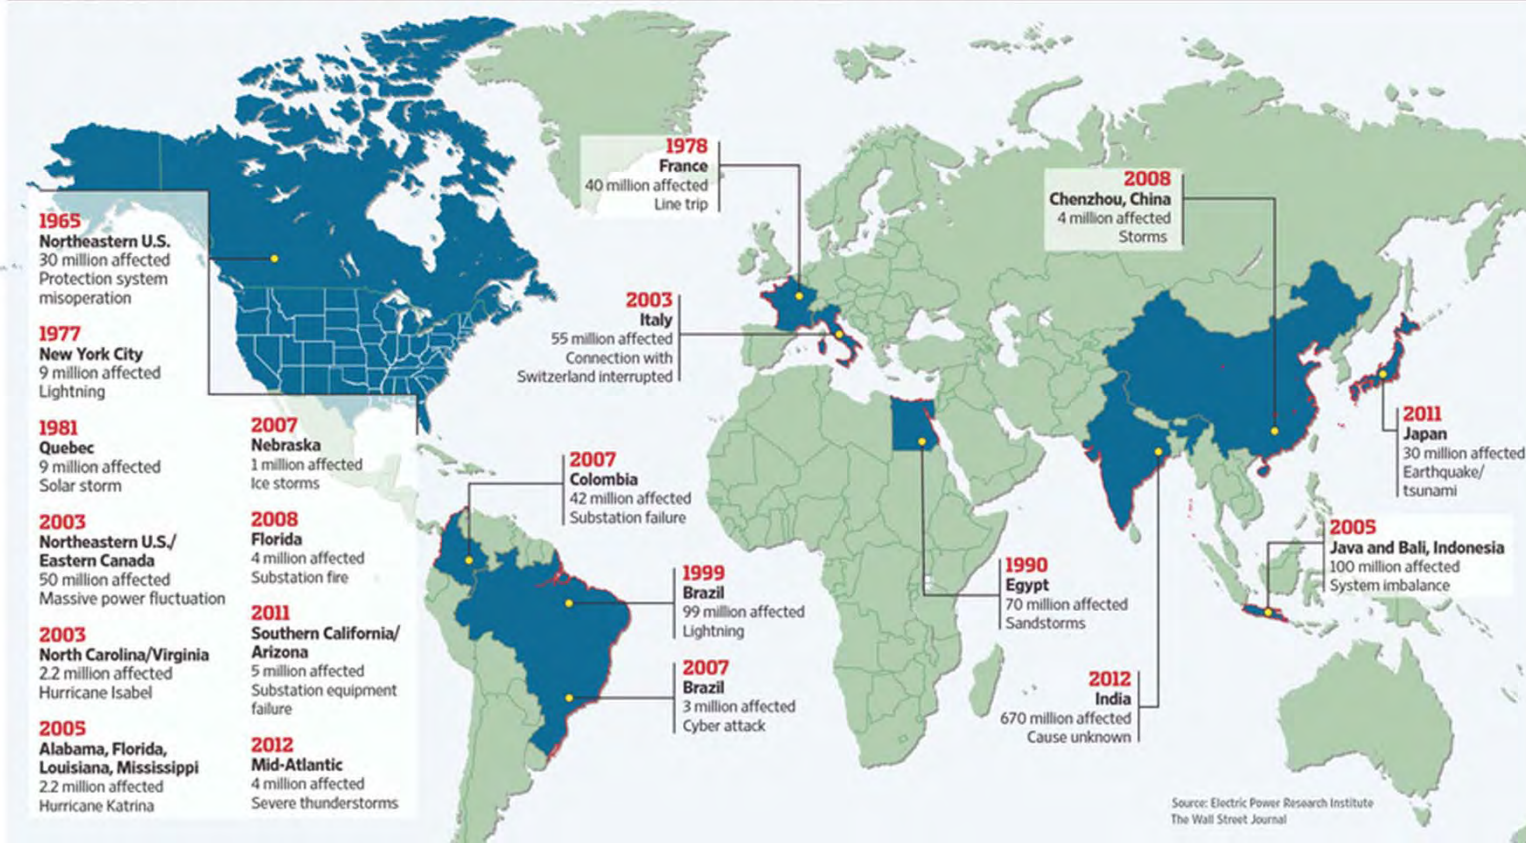 1965
Northeastern U.S.
30 million affected
Protection system
misoperation
1977
New York City
9 million affected
Lightning
1981
Quebec
9 million affected
Solar storm
2003
Northeastern U.S./
Eastern Canada
50 million affected
Massive power fluctuation
2003
North Carolina/Virginia
2.2 million affected
Hurricane Isabel
2005
Alabama, Florida,
Louisiana, Mississippi
2.2 million affected
Hurricane Katrina
2007
Nebraska
1 million affected
Ice storms
2008
Florida
4 million affected
Substation fire
2011
Southern California/
Arizona
5 million affected
Substation equipment
failure
2012
Mid-Atlantic
4 million affected
Severe thunderstorms
1978
France
40 million affected
Line trip
2003
Italy
55 million affected
Connection with
Switzerland interrupted
2007
Colombia
42 million affected
Substation failure
1999
Brazil
99 million affected
Lightning
2007
Brazil
3 million affected
Cyber attack
2008
Chenzhou, China
4 million affected
Storms
1990
Egypt
70 million affected
Sandstorms
2012
India
670 million affected
Cause unknown
2011
Japan
30 million affected
Earthquake/
tsunami
2005
Java and Bali, Indonesia
100 million affected
System imbalance
Source: Electric Power Research Institute
The Wall Street Journal